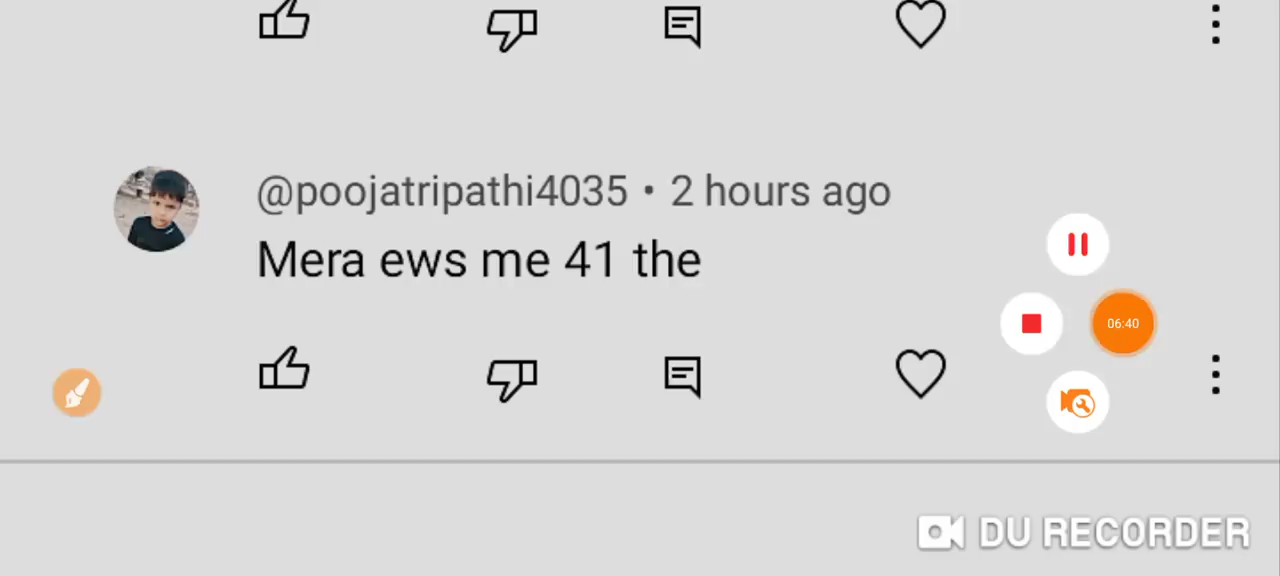 @poojatripathi4035 • 2 hours ago
Mera ews me 41 the
06:40
DU RECORDER